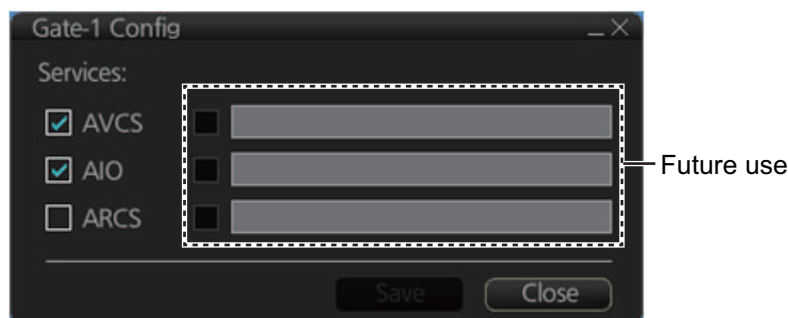 Gate-1 Config
Services:
AVCS
AIO
ARCS
Future use
Save
Close